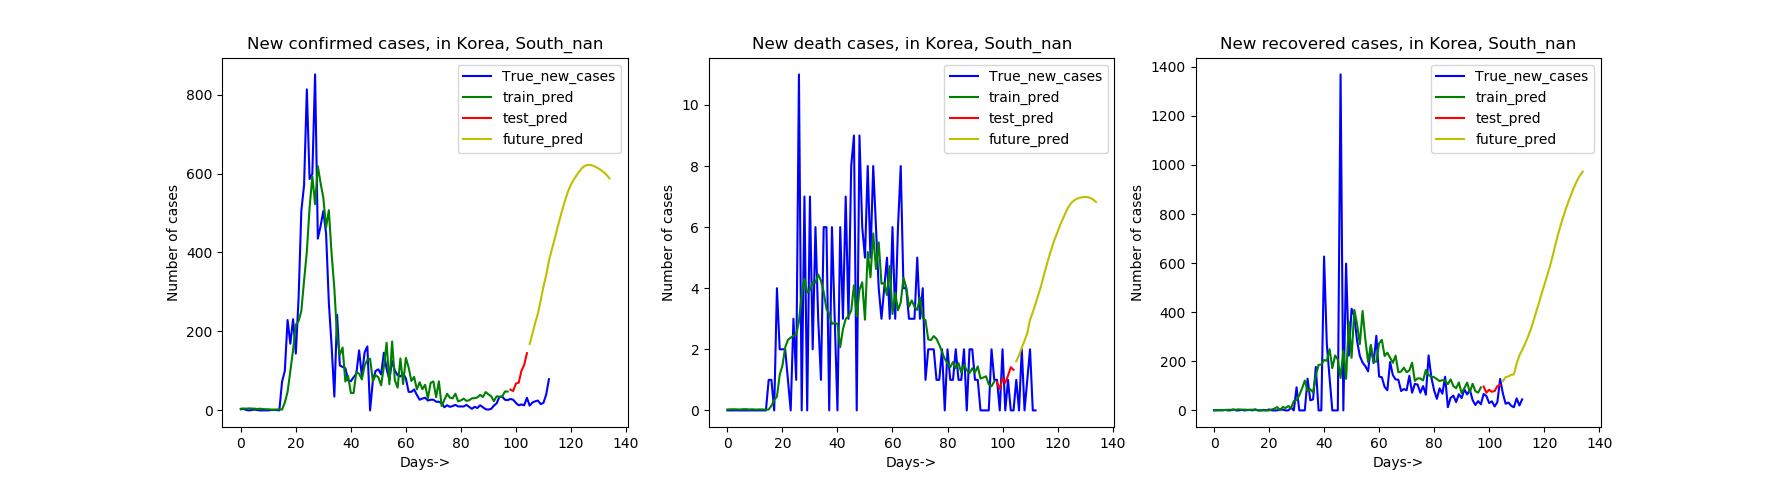 New confirmed cases, in Korea, South_nan
Number of cases
800
600
400
200
0
0 20 40 60 80 100 120 140
Days->
True_new_cases
train_pred
test_pred
future_pred
New death cases, in Korea, South_nan
Number of cases
10
8
6
4
2
0
0 20 40 60 80 100 120 140
Days->
True_new_cases
train_pred
test_pred
future_pred
New recovered cases, in Korea, South_nan
Number of cases
1400
1200
1000
800
600
400
200
0
0 20 40 60 80 100 120 140
Days->
True_new_cases
train_pred
test_pred
future_pred